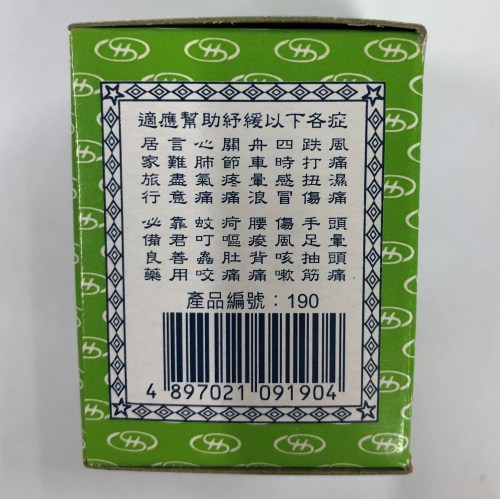 適應幫助紓緩以下各症
風痛濕痛
跌打扭傷
四時感冒
舟車暈浪
關節疼痛
心肺氣痛
言難盡意
居家旅行
頭暈頭痛
手足抽筋
傷風咳嗽
腰痠背痛
疴嘔肚痛
蚊叮蟲咬
靠君善用
必備良藥
產品編號：190
4 897021 091904